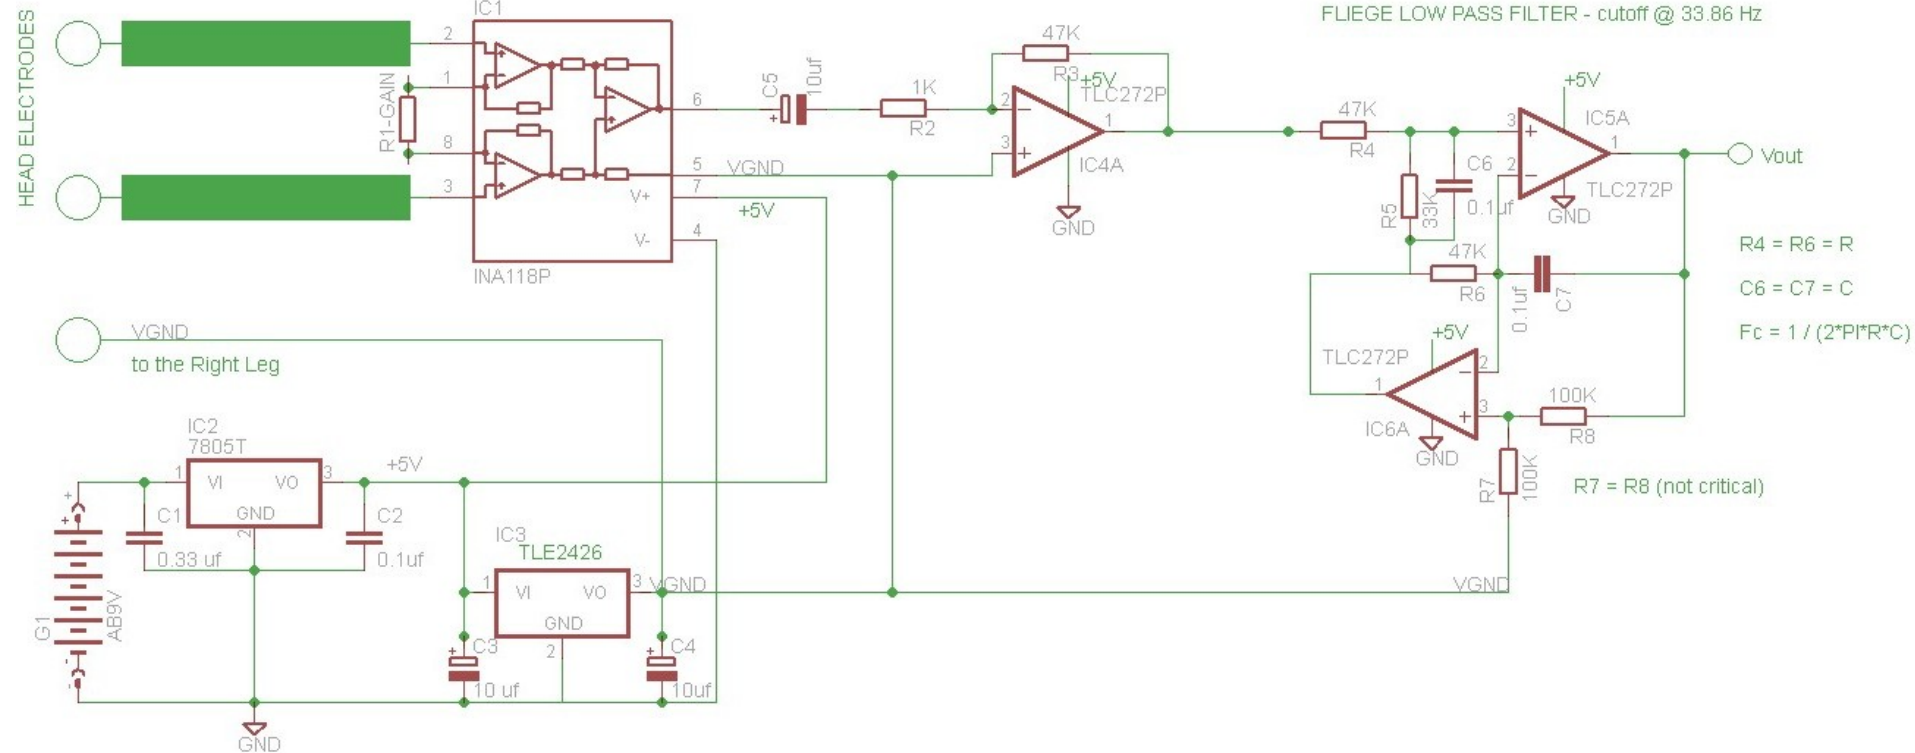 HEAD ELECTRODES
IC1
2
1
R1-GAIN
8
3
V+
V-
INA118P
6
5
VGND
7
+5V
4
C5
10uf
+
1K
R2
47K
R3
+5V
TLC272P
2
3
1
IC4A
GND
FLIEGE LOW PASS FILTER - cutoff @ 33.86 Hz
47K
R4
R5
33K
C6
0.1uf
+5V
IC5A
3
2
1
TLC272P
GND
Vout
47K
R6
0.1uf
C7
R4 = R6 = R
C6 = C7 = C
Fc = 1 / (2*PI*R*C)
+5V
TLC272P
1
2
3
IC6A
GND
100K
R8
R7
100K
R7 = R8 (not critical)
VGND
to the Right Leg
IC2
7805T
1
VI
VO
3
GND
2
+5V
C1
0.33 uf
C2
0.1uf
G1
AB9V
+
+
-
-
GND
IC3
TLE2426
1
VI
VO
3
VGND
GND
2
+
C3
10 uf
+
C4
10uf
VGND